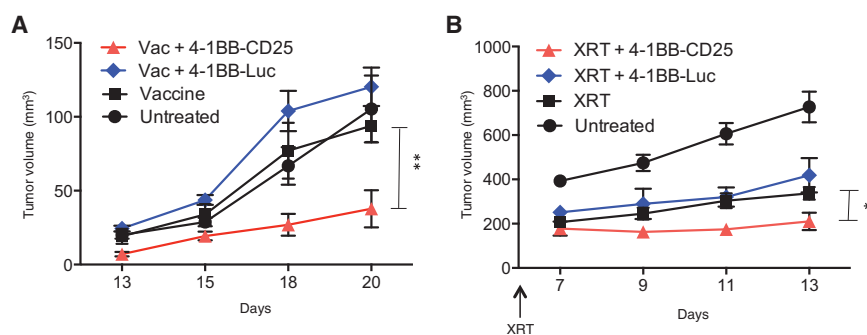 A
Vac + 4-1BB-CD25
Vac + 4-1BB-Luc
Vaccine
Untreated
Tumor volume (mm³)
150
100
50
0
**
13 15 18 20
Days
B
XRT + 4-1BB-CD25
XRT + 4-1BB-Luc
XRT
Untreated
Tumor volume (mm³)
1000
800
600
400
200
0
*
7 9 11 13
Days
XRT